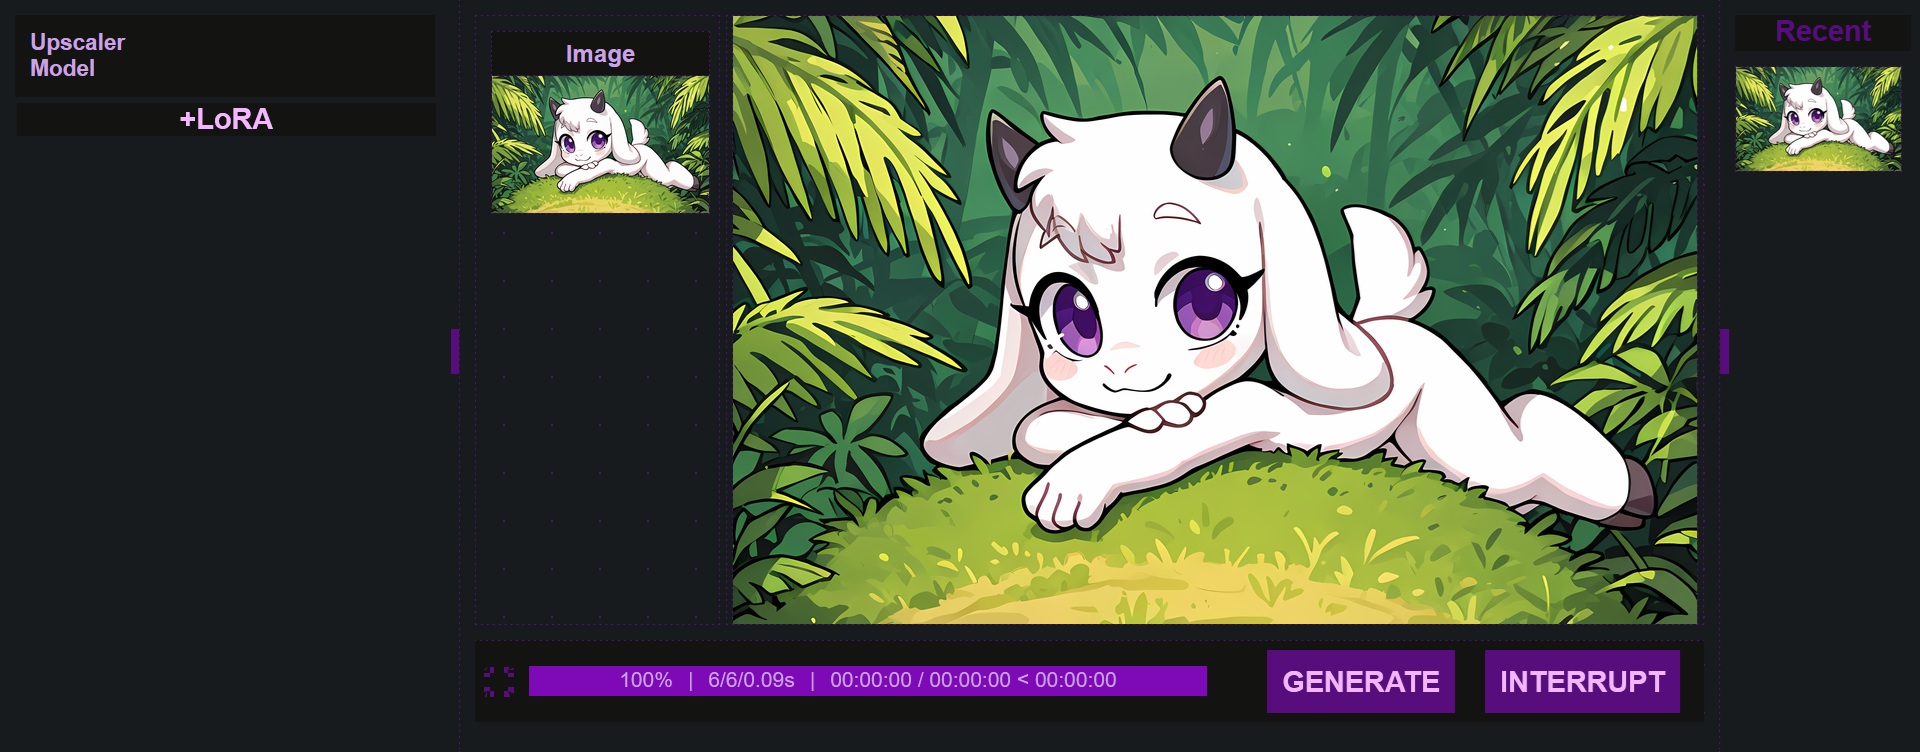 Upscaler
Model
+LoRA
Image
Recent
100% | 6/6/0.09s | 00:00:00 / 00:00:00 < 00:00:00
GENERATE
INTERRUPT